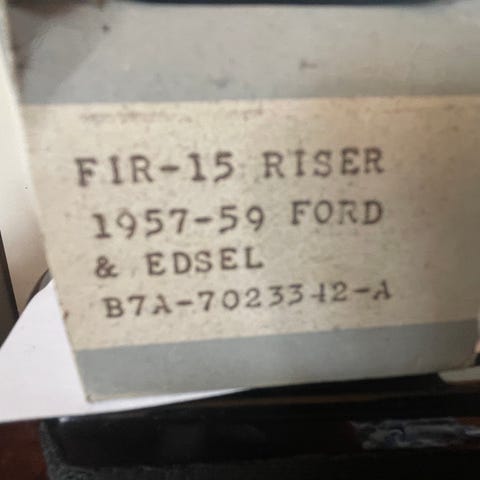 FIR-15 RISER
1957-59 FORD
& EDSEL
B7A-7023342-A